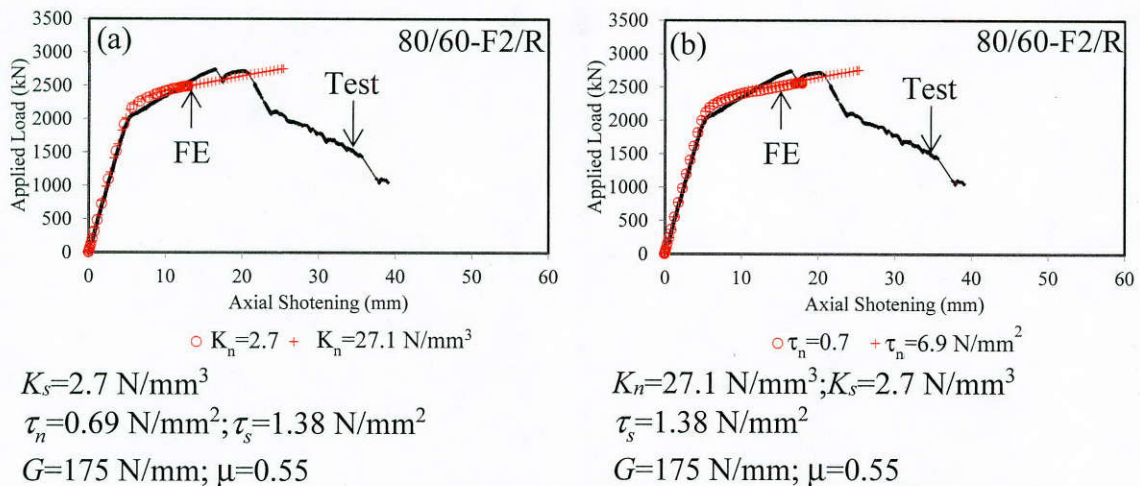 (a) 80/60-F2/R
Applied Load (kN)
3500
3000
2500
2000
1500
1000
500
0
Test
FE
0 10 20 30 40 50 60
Axial Shotening (mm)
○ Kn=2.7 + Kn=27.1 N/mm³
Ks=2.7 N/mm³
τn=0.69 N/mm²;τs=1.38 N/mm²
G=175 N/mm; μ=0.55
(b) 80/60-F2/R
Applied Load (kN)
3500
3000
2500
2000
1500
1000
500
0
Test
FE
0 10 20 30 40 50 60
Axial Shotening (mm)
○ τn=0.7 + τn=6.9 N/mm²
Kn=27.1 N/mm³;Ks=2.7 N/mm³
τs=1.38 N/mm²
G=175 N/mm; μ=0.55